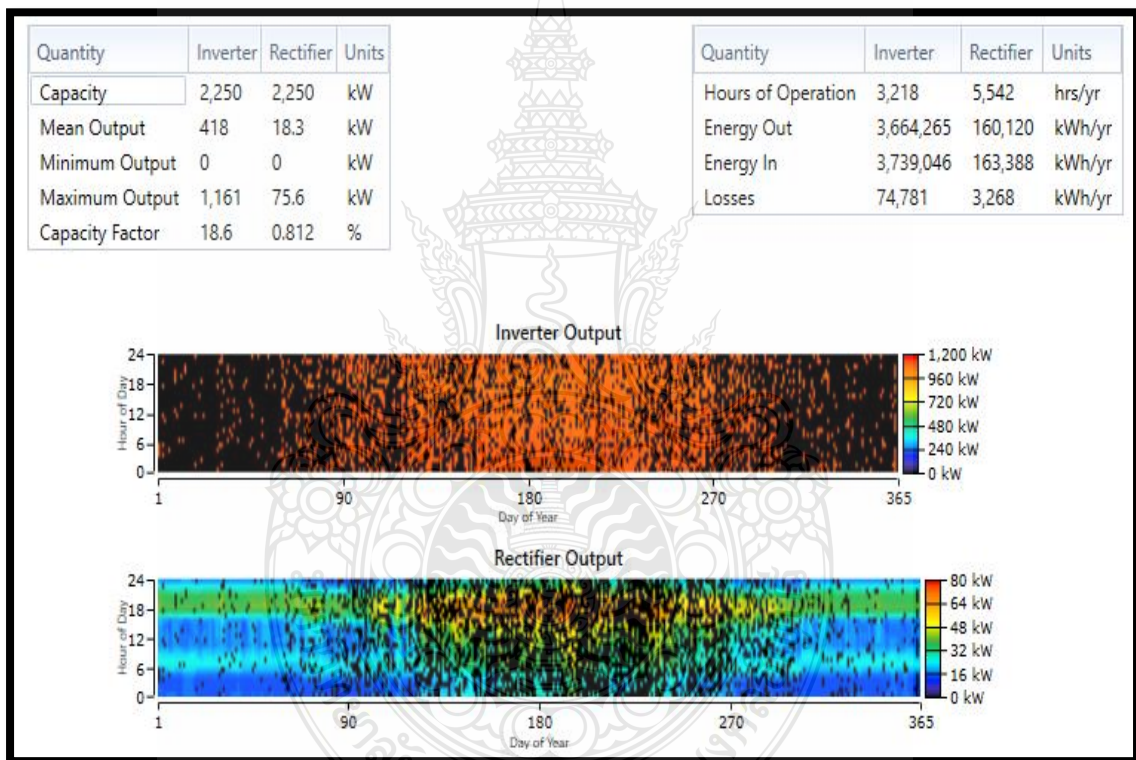 Quantity Inverter Rectifier Units
Capacity 2,250 2,250 kW
Mean Output 418 18.3 kW
Minimum Output 0 0 kW
Maximum Output 1,161 75.6 kW
Capacity Factor 18.6 0.812 %
Quantity Inverter Rectifier Units
Hours of Operation 3,218 5,542 hrs/yr
Energy Out 3,664,265 160,120 kWh/yr
Energy In 3,739,046 163,388 kWh/yr
Losses 74,781 3,268 kWh/yr
Inverter Output
Hour of Day
24
18
12
6
0
1 90 180 270 365
Day of Year
1,200 kW
960 kW
720 kW
480 kW
240 kW
0 kW
Rectifier Output
Hour of Day
24
18
12
6
0
1 90 180 270 365
Day of Year
80 kW
64 kW
48 kW
32 kW
16 kW
0 kW